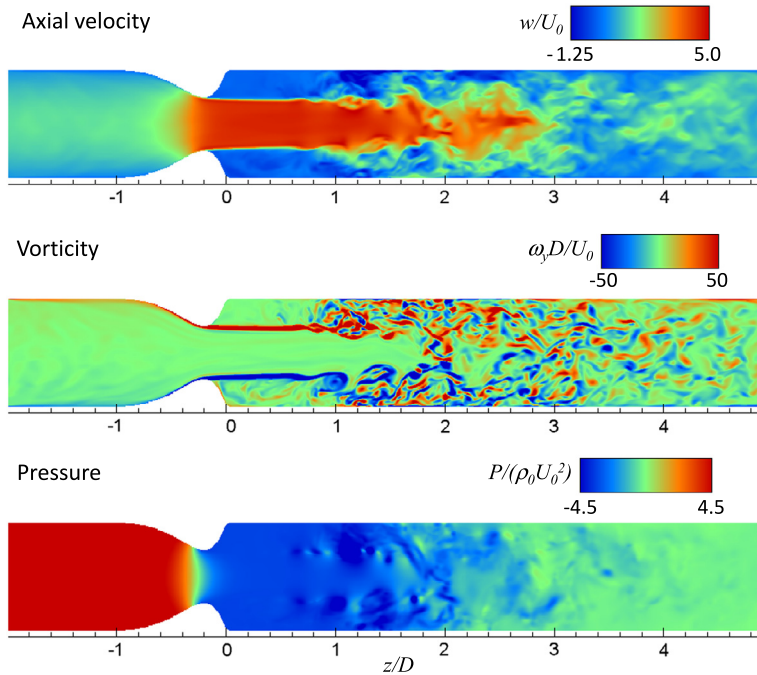 Axial velocity
w/U₀
-1.25 5.0
-1 0 1 2 3 4
Vorticity
ω_yD/U₀
-50 50
-1 0 1 2 3 4
Pressure
P/(ρ₀U₀²)
-4.5 4.5
-1 0 1 2 3 4
z/D